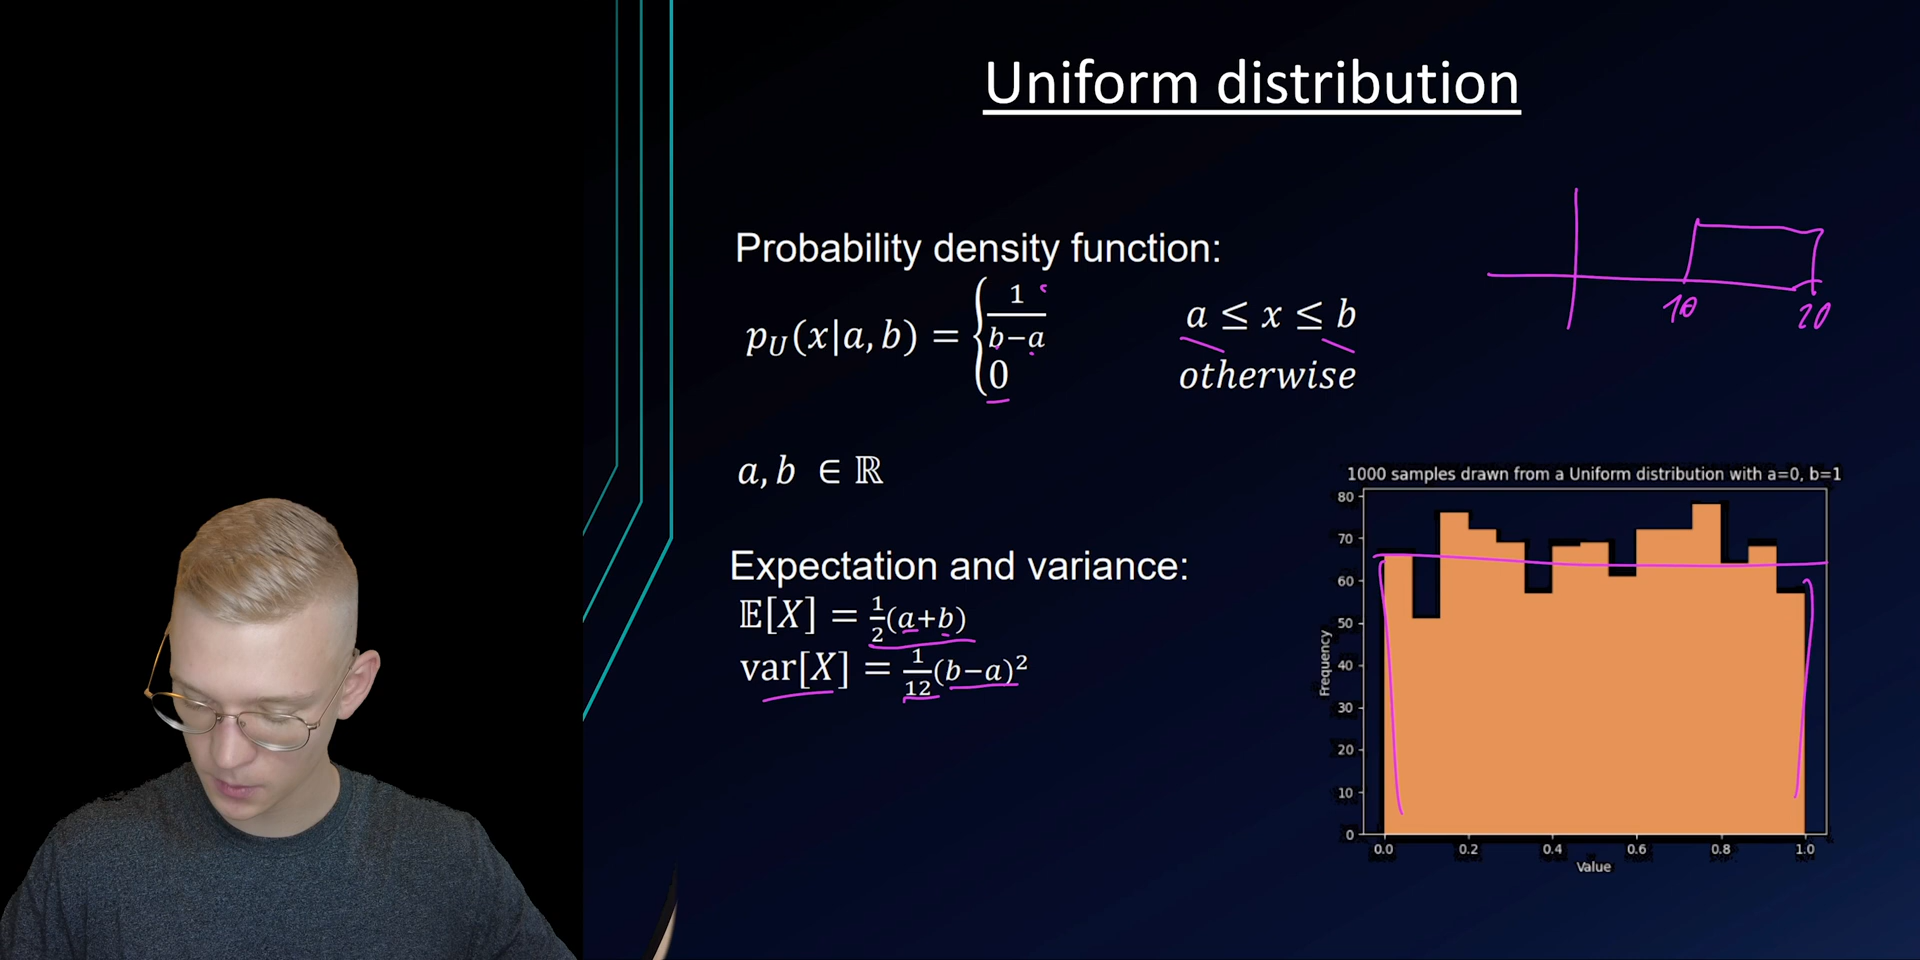 Uniform distribution
Probability density function:
p_U(x|a, b) = { 1/(b−a)   a ≤ x ≤ b
0   otherwise
a, b ∈ ℝ
Expectation and variance:
𝔼[X] = 1/2 (a+b)
var[X] = 1/12 (b−a)²
10 20
1000 samples drawn from a Uniform distribution with a=0, b=1
Frequency
80
70
60
50
40
30
20
10
0
0.0 0.2 0.4 0.6 0.8 1.0
Value